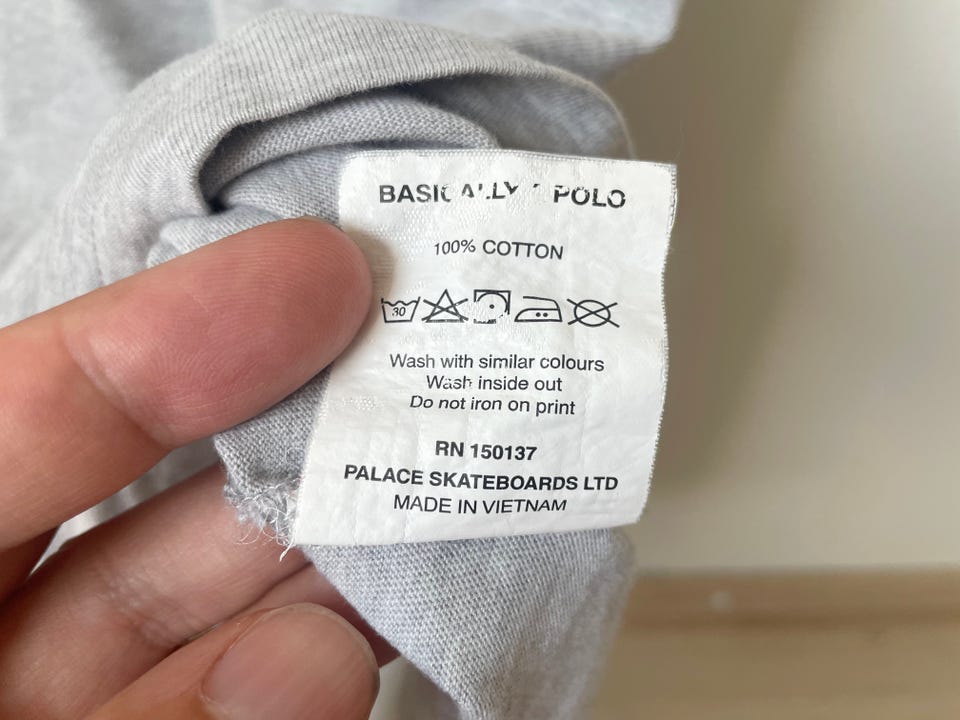 BASICALLY A POLO
100% COTTON
30
Wash with similar colours
Wash inside out
Do not iron on print
RN 150137
PALACE SKATEBOARDS LTD
MADE IN VIETNAM